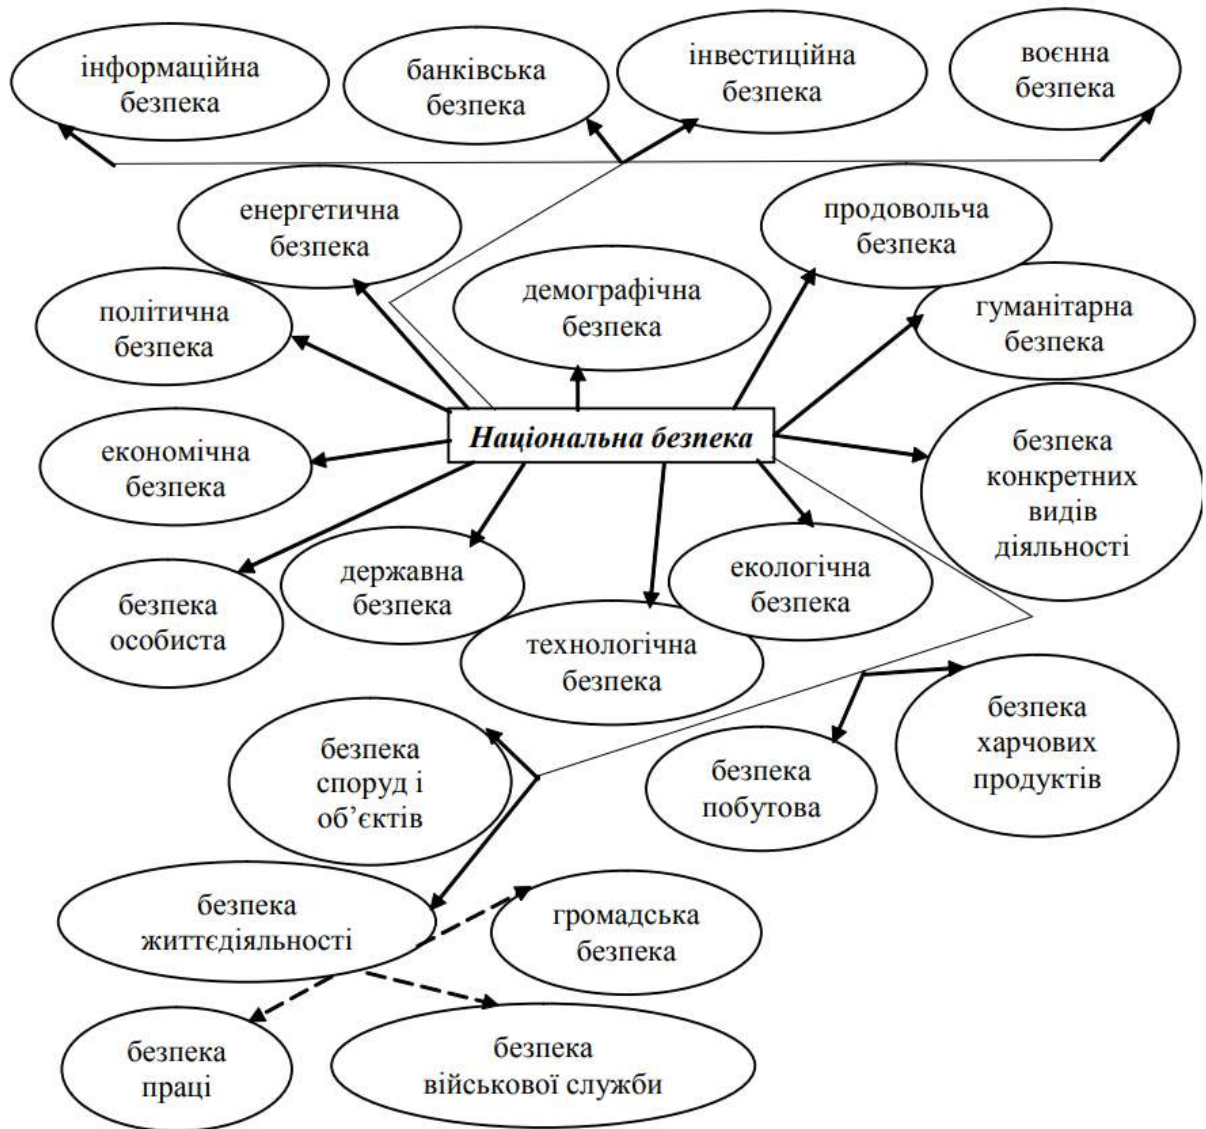 інформаційна
безпека
банківська
безпека
інвестиційна
безпека
воєнна
безпека
енергетична
безпека
продовольча
безпека
політична
безпека
демографічна
безпека
гуманітарна
безпека
Національна безпека
економічна
безпека
безпека
конкретних
видів
діяльності
безпека
особиста
державна
безпека
технологічна
безпека
екологічна
безпека
безпека
споруд і
об’єктів
безпека
побутова
безпека
харчових
продуктів
безпека
життєдіяльності
громадська
безпека
безпека
праці
безпека
військової служби